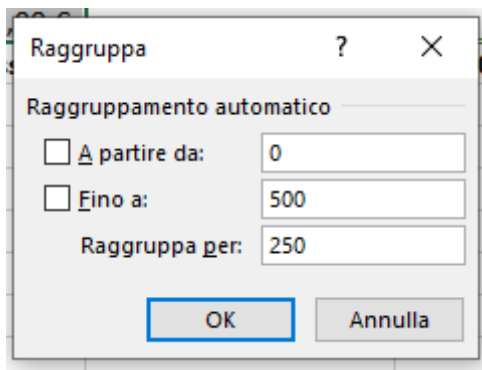 Raggruppa ? ×
Raggruppamento automatico
A partire da: 0
Fino a: 500
Raggruppa per: 250
OK Annulla